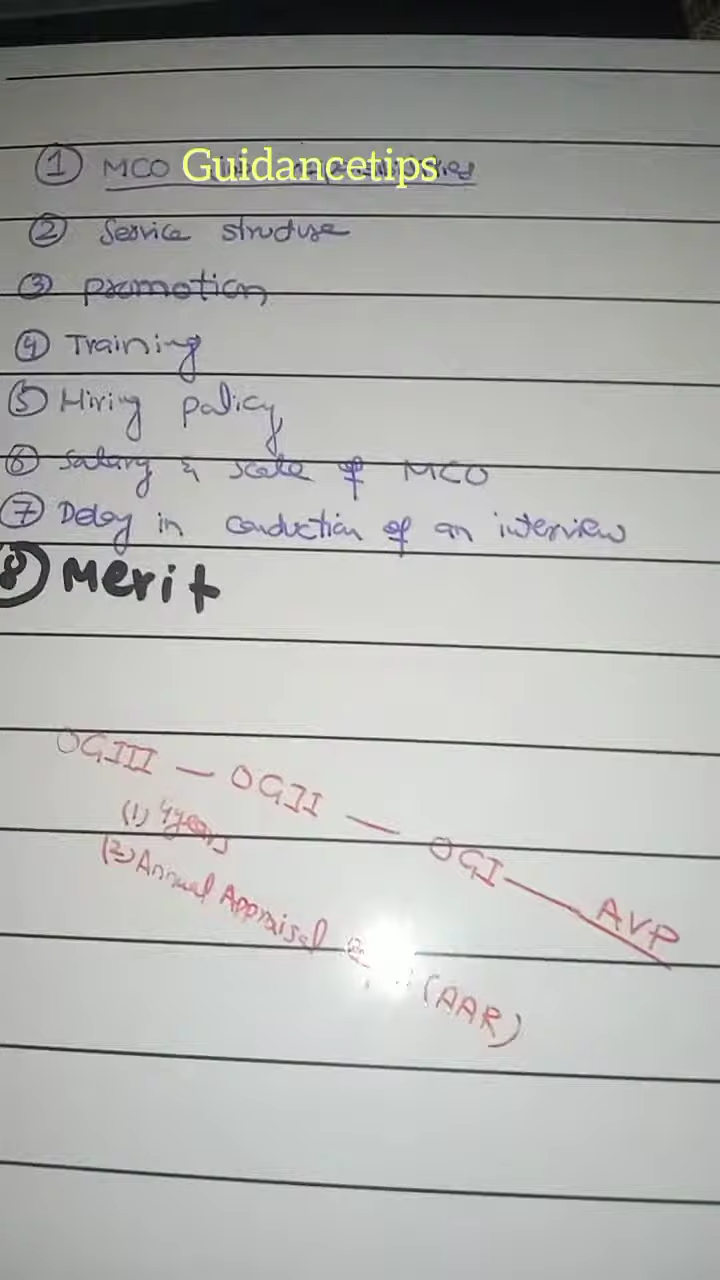 ① MCO
Guidancetips
② Service structure
③ promotion
④ Training
⑤ Hiring policy
⑥ Salary & scale of MCO
⑦ Delay in conduction of an interview
⑧ Merit
OGIII — OGII — OGI — AVP
(1) 4 years
(2) Annual Appraisal
(AAR)